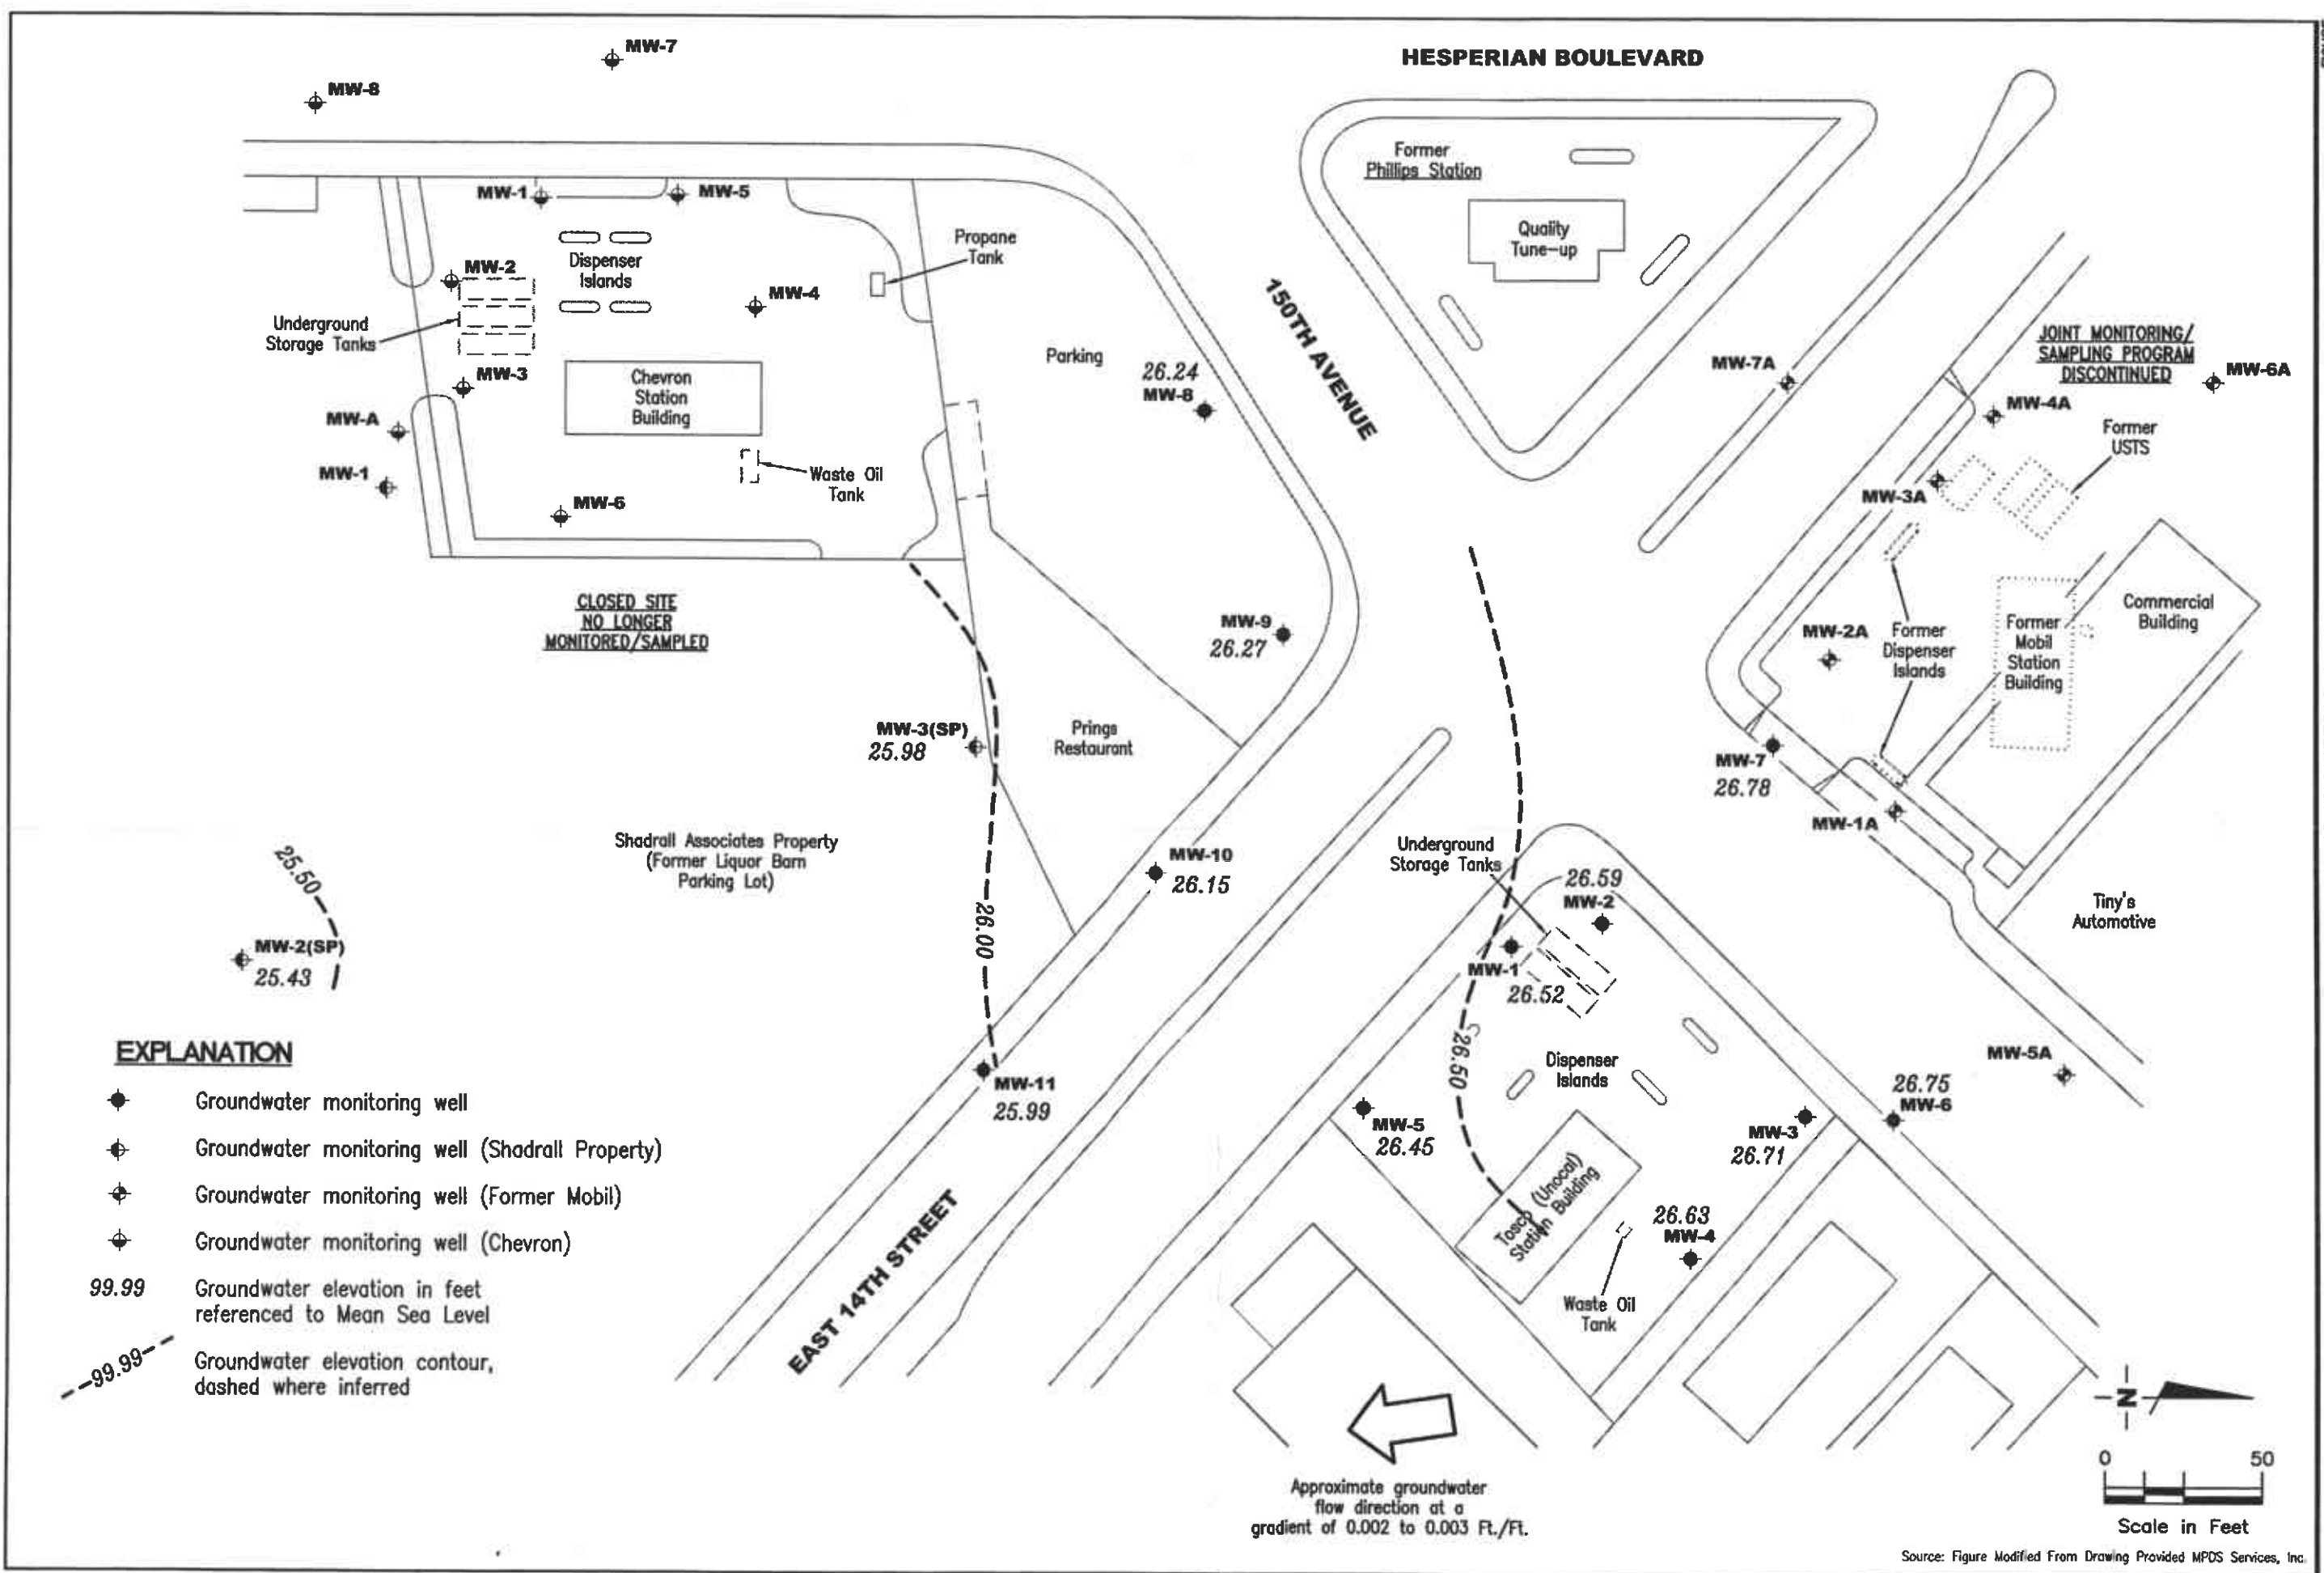 HESPERIAN BOULEVARD
MW-7
MW-8
MW-1
MW-5
Former
Phillips Station
Quality
Tune-up
Propane
Tank
Dispenser
Islands
MW-2
MW-4
Underground
Storage Tanks
MW-3
Chevron
Station
Building
Parking
26.24
MW-8
150TH AVENUE
MW-7A
JOINT MONITORING/
SAMPLING PROGRAM
DISCONTINUED
MW-6A
MW-4A
Former
USTS
MW-3A
MW-A
MW-1
Waste Oil
Tank
MW-6
CLOSED SITE
NO LONGER
MONITORED/SAMPLED
MW-9
26.27
MW-2A
Former
Dispenser
Islands
Former
Mobil
Station
Building
Commercial
Building
MW-3(SP)
25.98
Prings
Restaurant
MW-7
26.78
MW-1A
Shadrall Associates Property
(Former Liquor Barn
Parking Lot)
25.50
MW-2(SP)
25.43
26.00
MW-10
26.15
Underground
Storage Tanks
26.59
MW-2
MW-1
26.52
26.50
Tiny's
Automotive
MW-11
25.99
Dispenser
Islands
MW-5
26.45
MW-3
26.71
26.75
MW-6
MW-5A
Tosco (Unocal)
Station Building
26.63
MW-4
Waste Oil
Tank
EAST 14TH STREET
EXPLANATION
Groundwater monitoring well
Groundwater monitoring well (Shadrall Property)
Groundwater monitoring well (Former Mobil)
Groundwater monitoring well (Chevron)
99.99 Groundwater elevation in feet
referenced to Mean Sea Level
99.99 Groundwater elevation contour,
dashed where inferred
Approximate groundwater
flow direction at a
gradient of 0.002 to 0.003 Ft./Ft.
N
0 50
Scale in Feet
Source: Figure Modified From Drawing Provided MPDS Services, Inc.